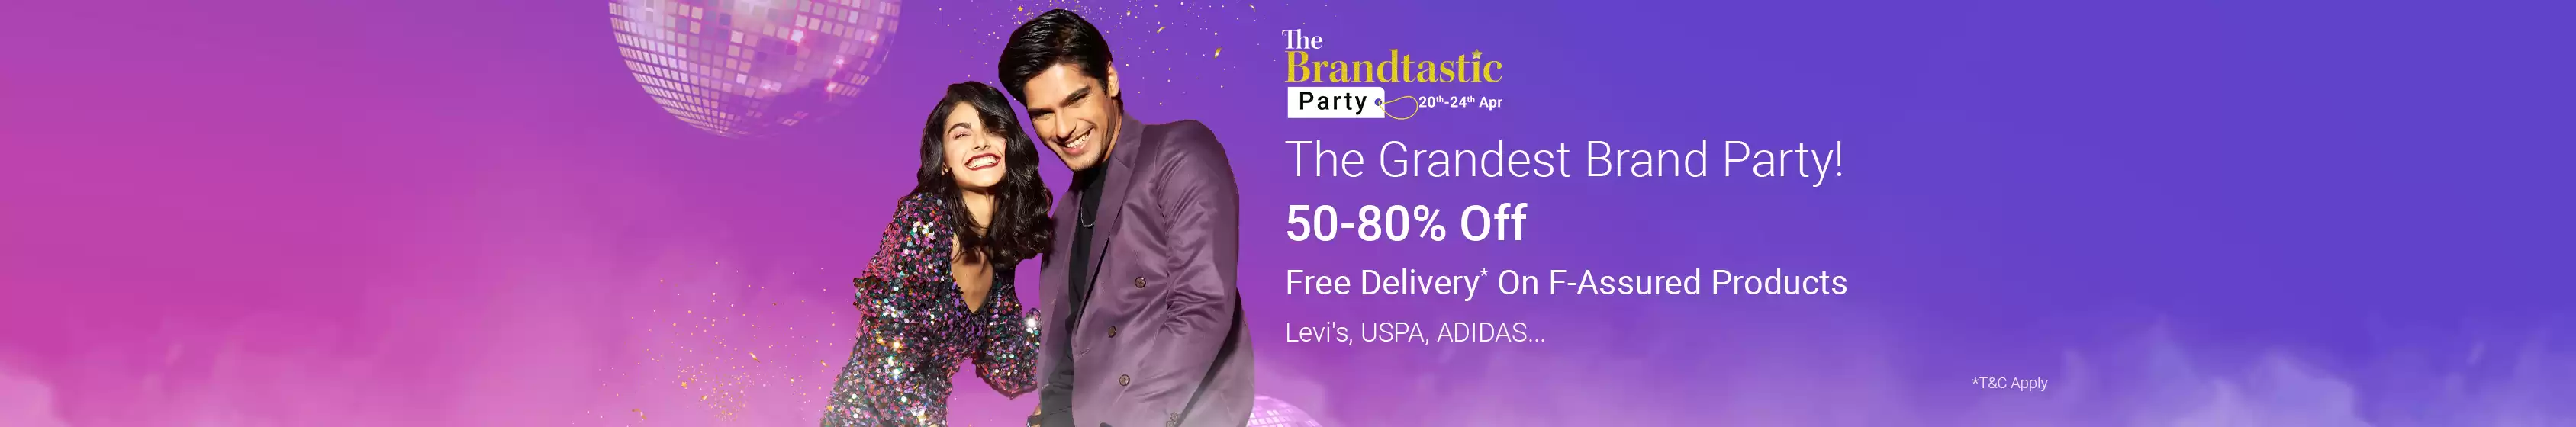 The
Brandtastic
Party 20th-24th Apr
The Grandest Brand Party!
50-80% Off
Free Delivery* On F-Assured Products
Levi's, USPA, ADIDAS...
*T&C Apply